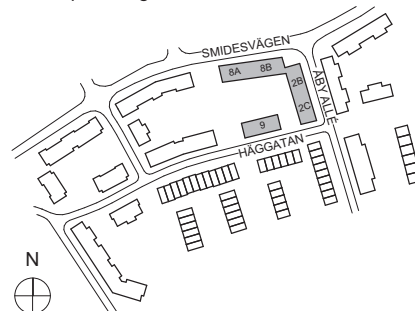 SMIDESVÄGEN
8A
8B
2B
2C
ÅBY ALLÉ
9
HÄGGATAN
N